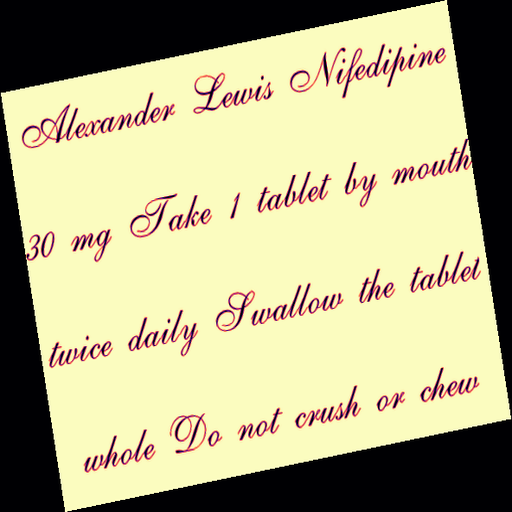 Alexander Lewis Nifedipine
30 mg Take 1 tablet by mouth
twice daily Swallow the tablet
whole Do not crush or chew